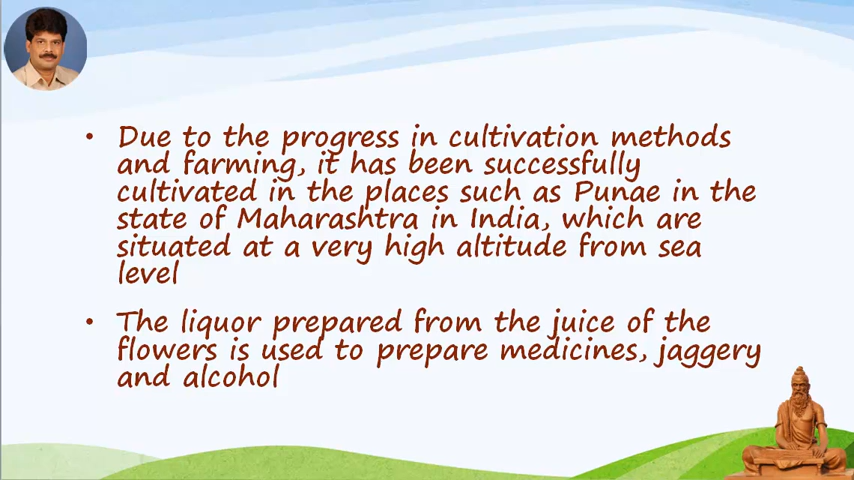 • Due to the progress in cultivation methods
and farming, it has been successfully
cultivated in the places such as Punae in the
state of Maharashtra in India, which are
situated at a very high altitude from sea
level
• The liquor prepared from the juice of the
flowers is used to prepare medicines, jaggery
and alcohol